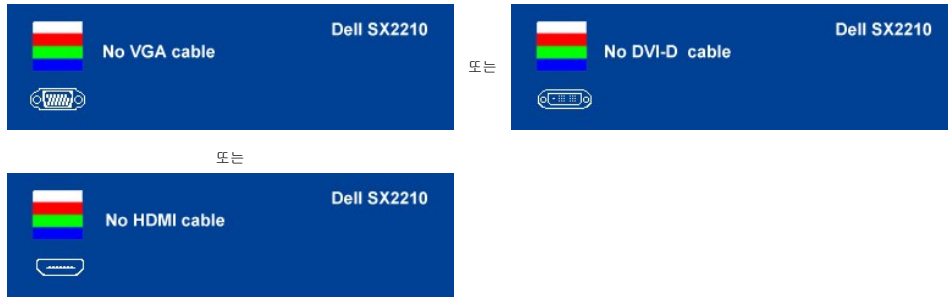 Dell SX2210
No VGA cable
또는
Dell SX2210
No DVI-D cable
또는
Dell SX2210
No HDMI cable